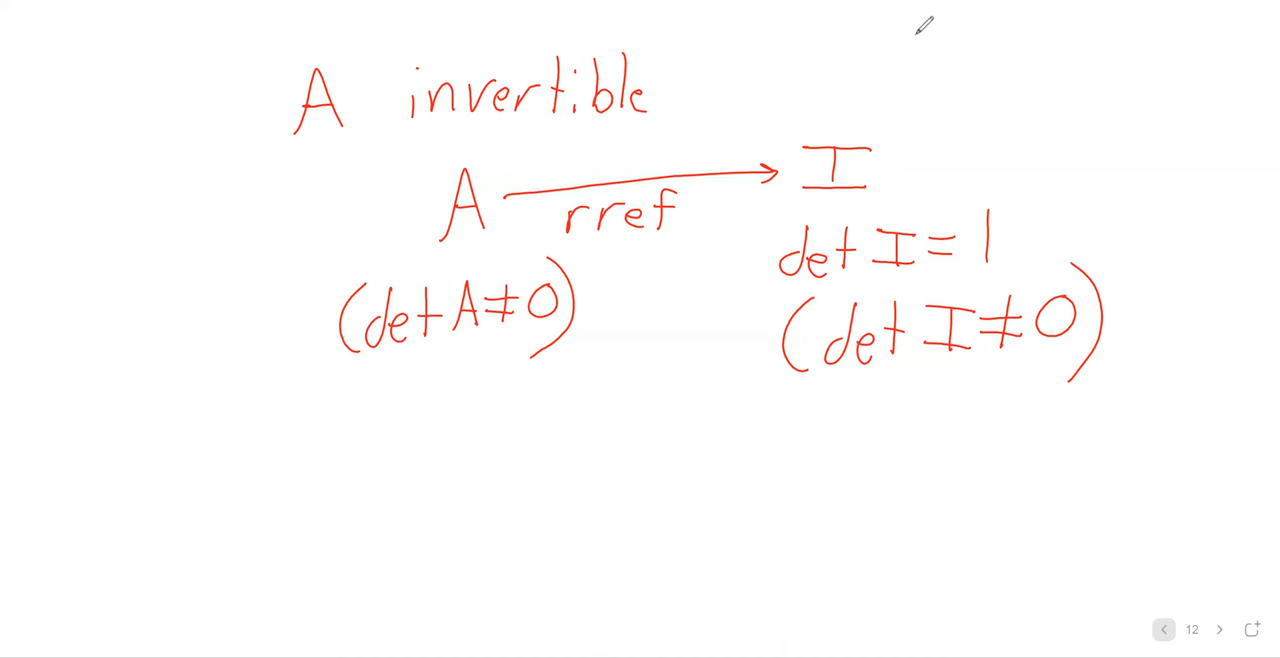 A invertible
A → I
rref
det I = 1
(det A ≠ 0) (det I ≠ 0)
12